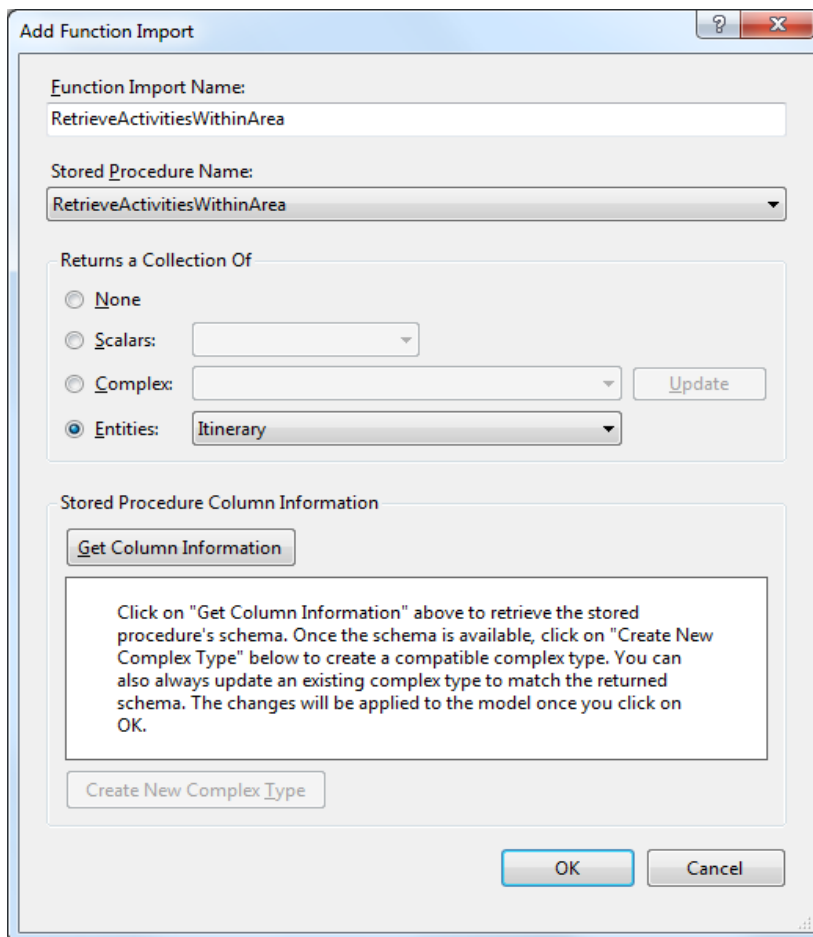 Add Function Import
Function Import Name:
RetrieveActivitiesWithinArea
Stored Procedure Name:
RetrieveActivitiesWithinArea
Returns a Collection Of
None
Scalars:
Complex:
Update
Entities:
Itinerary
Stored Procedure Column Information
Get Column Information
Click on "Get Column Information" above to retrieve the stored
procedure's schema. Once the schema is available, click on "Create New
Complex Type" below to create a compatible complex type. You can
also always update an existing complex type to match the returned
schema. The changes will be applied to the model once you click on
OK.
Create New Complex Type
OK
Cancel